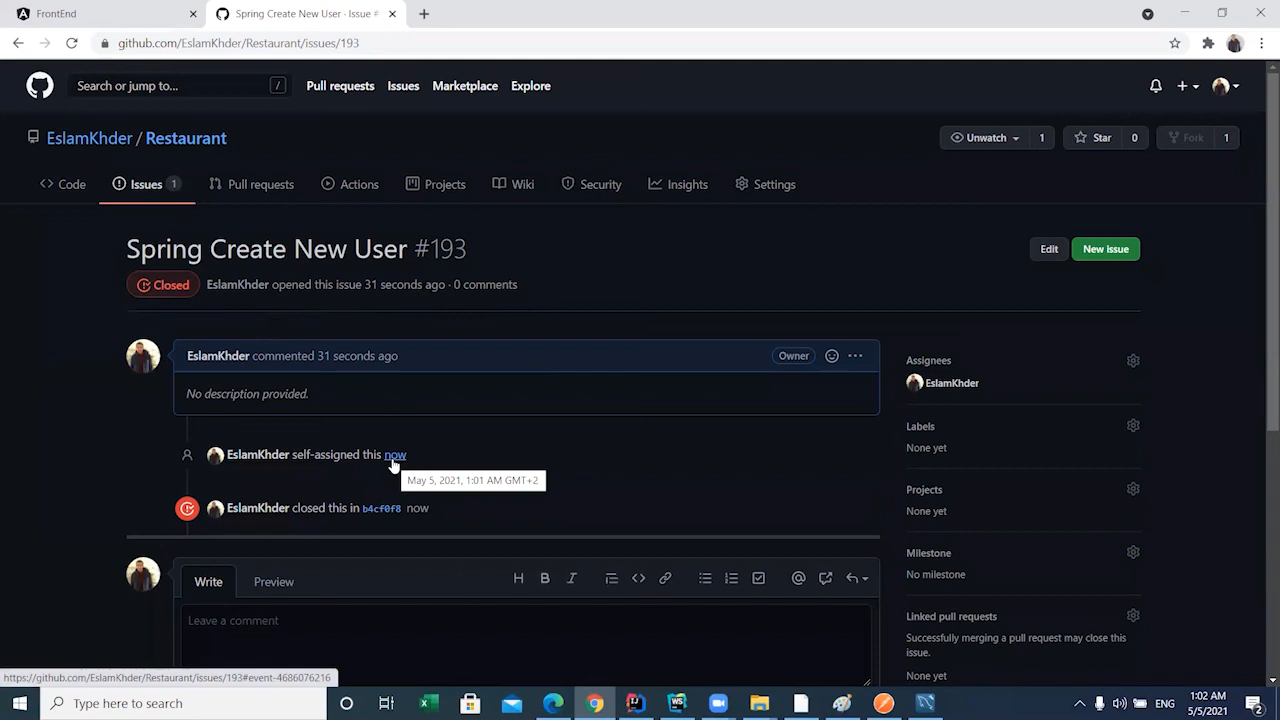 FrontEnd
Spring Create New User · Issue #
github.com/EslamKhder/Restaurant/issues/193
Search or jump to...
/
Pull requests
Issues
Marketplace
Explore
EslamKhder / Restaurant
Unwatch
1
Star
0
Fork
1
Code
Issues 1
Pull requests
Actions
Projects
Wiki
Security
Insights
Settings
Spring Create New User #193
Edit
New issue
Closed
EslamKhder opened this issue 31 seconds ago · 0 comments
EslamKhder commented 31 seconds ago
Owner
No description provided.
EslamKhder self-assigned this now
May 5, 2021, 1:01 AM GMT+2
EslamKhder closed this in b4cf0f8 now
Assignees
EslamKhder
Labels
None yet
Projects
None yet
Milestone
No milestone
Linked pull requests
Successfully merging a pull request may close this
issue.
None yet
Write
Preview
Leave a comment
https://github.com/EslamKhder/Restaurant/issues/193#event-4686076216
Type here to search
ENG
1:02 AM
5/5/2021
2